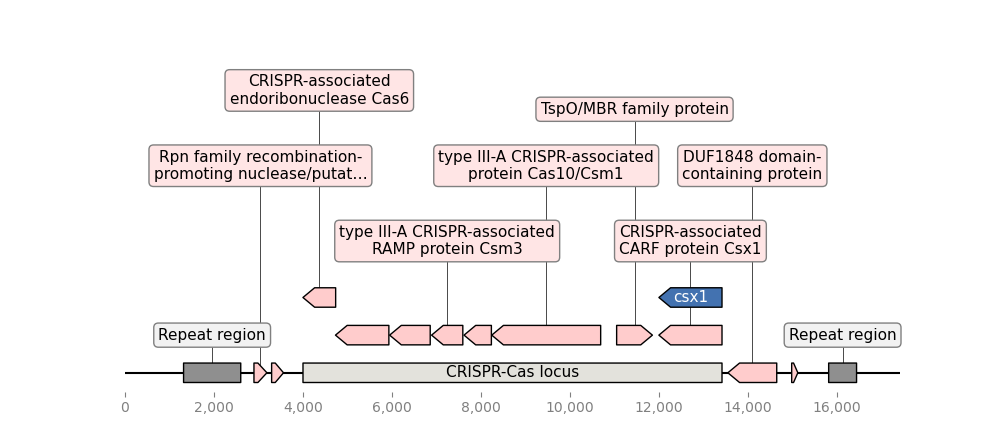 CRISPR-associated
endoribonuclease Cas6
TspO/MBR family protein
Rpn family recombination-
promoting nuclease/putat...
type III-A CRISPR-associated
protein Cas10/Csm1
DUF1848 domain-
containing protein
type III-A CRISPR-associated
RAMP protein Csm3
CRISPR-associated
CARF protein Csx1
csx1
Repeat region
Repeat region
CRISPR-Cas locus
0
2,000
4,000
6,000
8,000
10,000
12,000
14,000
16,000